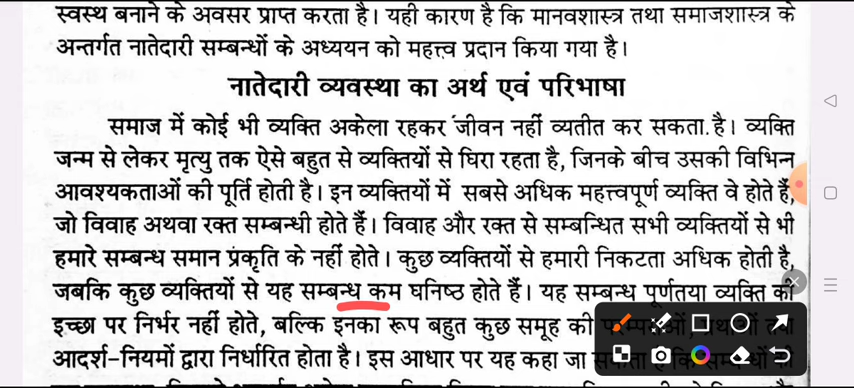 स्वस्थ बनाने के अवसर प्राप्त करता है। यही कारण है कि मानवशास्त्र तथा समाजशास्त्र के
अन्तर्गत नातेदारी सम्बन्धों के अध्ययन को महत्त्व प्रदान किया गया है।
नातेदारी व्यवस्था का अर्थ एवं परिभाषा
समाज में कोई भी व्यक्ति अकेला रहकर जीवन नहीं व्यतीत कर सकता है। व्यक्ति
जन्म से लेकर मृत्यु तक ऐसे बहुत से व्यक्तियों से घिरा रहता है, जिनके बीच उसकी विभिन्न
आवश्यकताओं की पूर्ति होती है। इन व्यक्तियों में सबसे अधिक महत्त्वपूर्ण व्यक्ति वे होते हैं,
जो विवाह अथवा रक्त सम्बन्धी होते हैं। विवाह और रक्त से सम्बन्धित सभी व्यक्तियों से भी
हमारे सम्बन्ध समान प्रकृति के नहीं होते। कुछ व्यक्तियों से हमारी निकटता अधिक होती है,
जबकि कुछ व्यक्तियों से यह सम्बन्ध कम घनिष्ठ होते हैं। यह सम्बन्ध पूर्णतया व्यक्ति की
इच्छा पर निर्भर नहीं होते, बल्कि इनका रूप बहुत कुछ समूह की
आदर्श-नियमों द्वारा निर्धारित होता है। इस आधार पर यह कहा जा